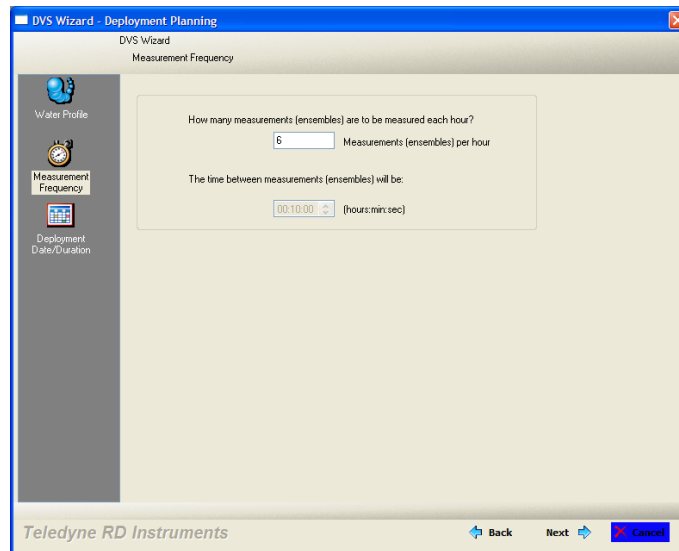 DVS Wizard - Deployment Planning
DVS Wizard
Measurement Frequency
Water Profile
Measurement
Frequency
Deployment
Date/Duration
How many measurements (ensembles) are to be measured each hour?
6 Measurements (ensembles) per hour
The time between measurements (ensembles) will be:
00:10:00 (hours:min:sec)
Teledyne RD Instruments
Back Next Cancel